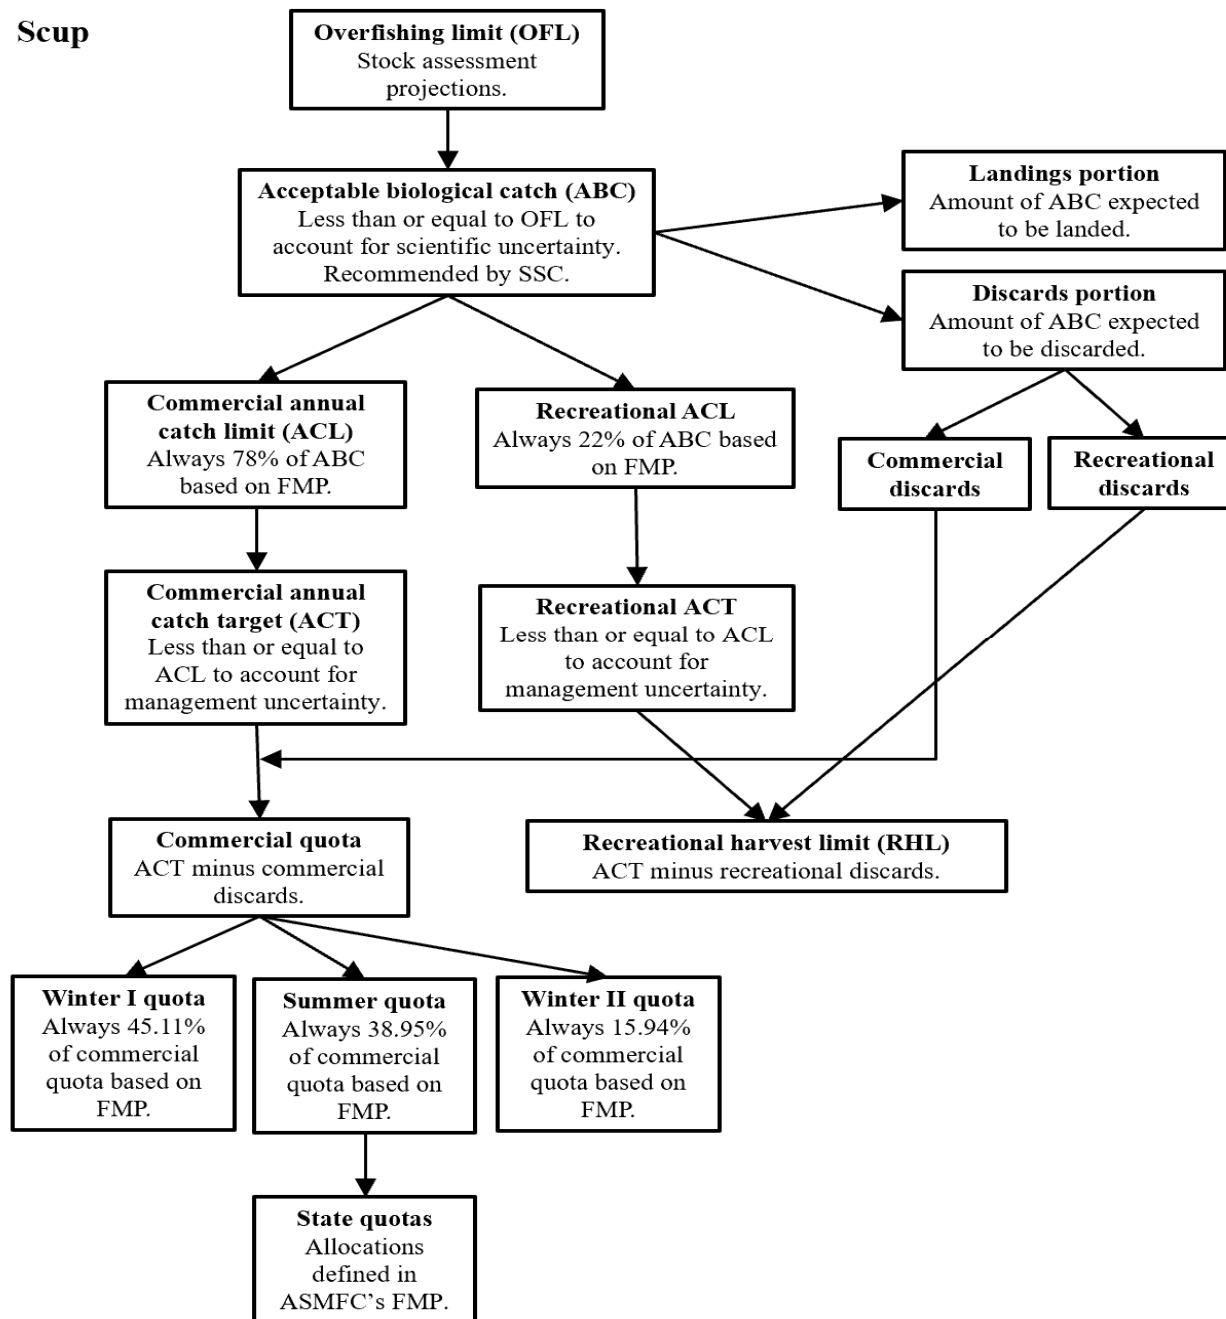 Scup
Overfishing limit (OFL)
Stock assessment
projections.
Acceptable biological catch (ABC)
Less than or equal to OFL to
account for scientific uncertainty.
Recommended by SSC.
Landings portion
Amount of ABC expected
to be landed.
Discards portion
Amount of ABC expected
to be discarded.
Commercial annual
catch limit (ACL)
Always 78% of ABC
based on FMP.
Recreational ACL
Always 22% of ABC based
on FMP.
Commercial
discards
Recreational
discards
Commercial annual
catch target (ACT)
Less than or equal to
ACL to account for
management uncertainty.
Recreational ACT
Less than or equal to ACL
to account for
management uncertainty.
Commercial quota
ACT minus commercial
discards.
Recreational harvest limit (RHL)
ACT minus recreational discards.
Winter I quota
Always 45.11%
of commercial
quota based on
FMP.
Summer quota
Always 38.95%
of commercial
quota based on
FMP.
Winter II quota
Always 15.94%
of commercial
quota based on
FMP.
State quotas
Allocations
defined in
ASMFC’s FMP.